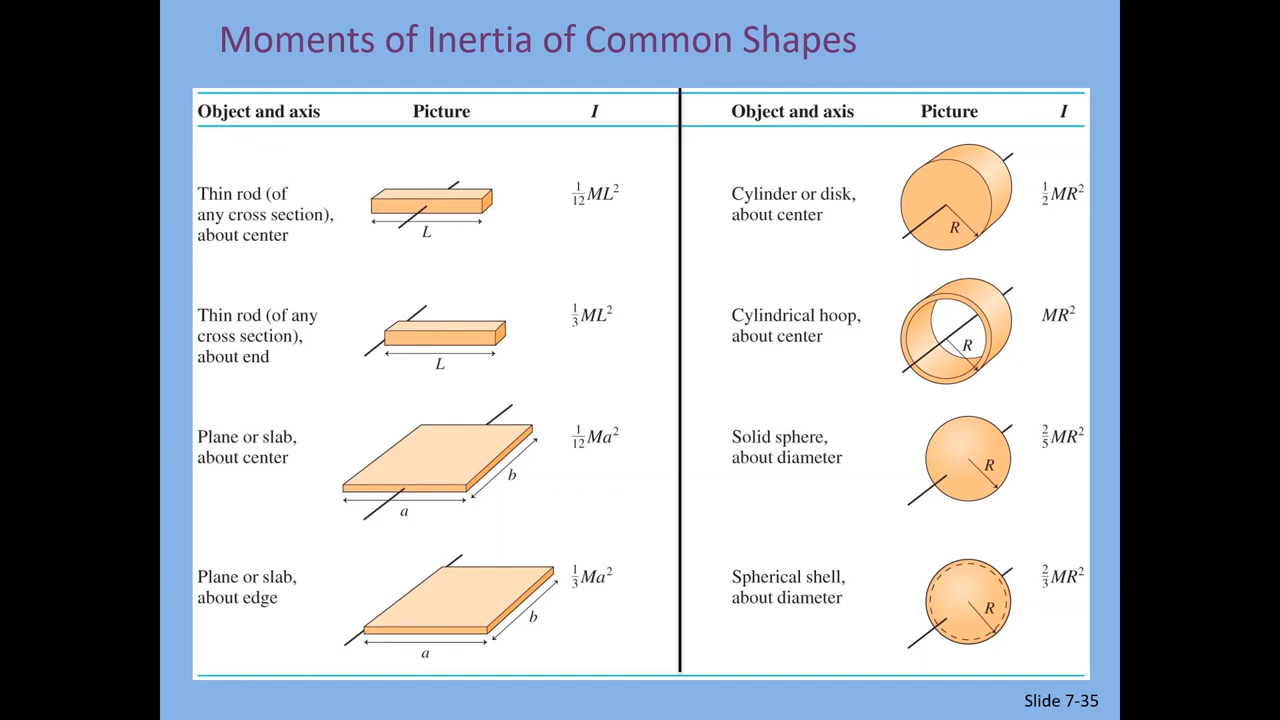 Moments of Inertia of Common Shapes
Object and axis Picture I
Thin rod (of
any cross section),
about center
L
1/12 ML²
Thin rod (of any
cross section),
about end
L
1/3 ML²
Plane or slab,
about center
b
a
1/12 Ma²
Plane or slab,
about edge
b
a
1/3 Ma²
Object and axis Picture I
Cylinder or disk,
about center
R
1/2 MR²
Cylindrical hoop,
about center
R
MR²
Solid sphere,
about diameter
R
2/5 MR²
Spherical shell,
about diameter
R
2/3 MR²
Slide 7-35